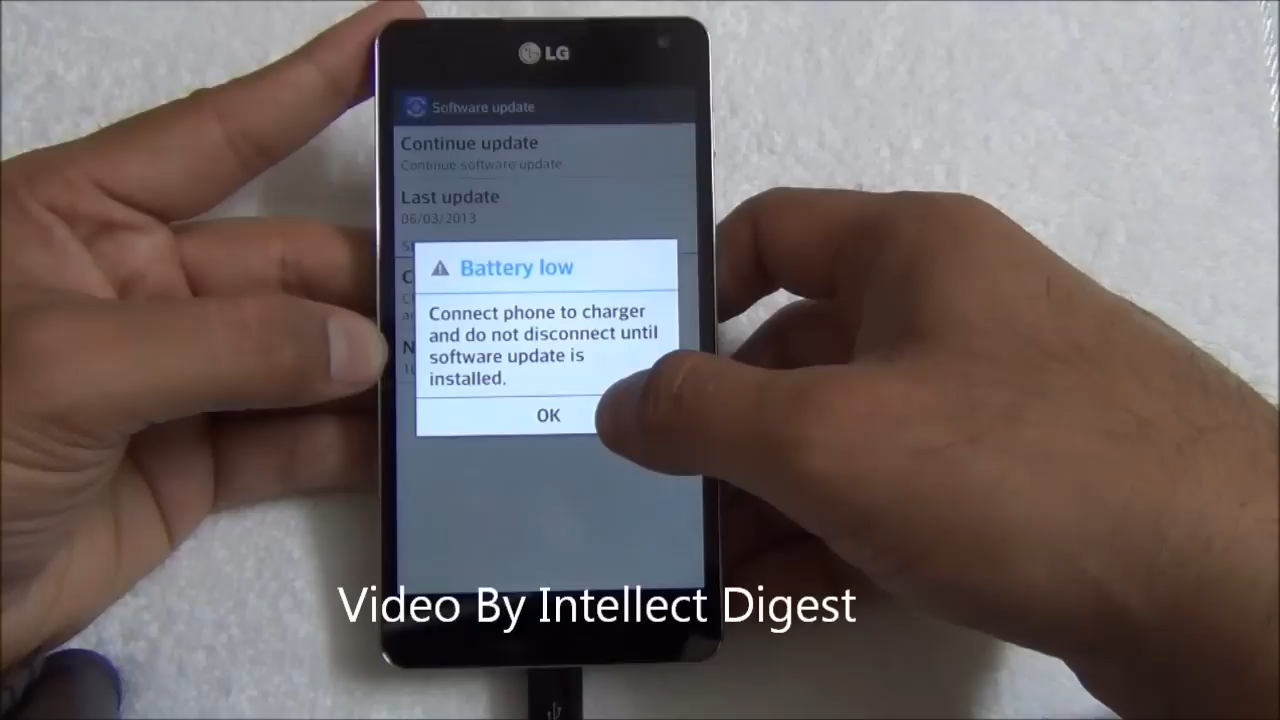 LG
Software update
Continue update
Continue software update
Last update
06/03/2013
Battery low
Connect phone to charger
and do not disconnect until
software update is
installed.
OK
Video By Intellect Digest